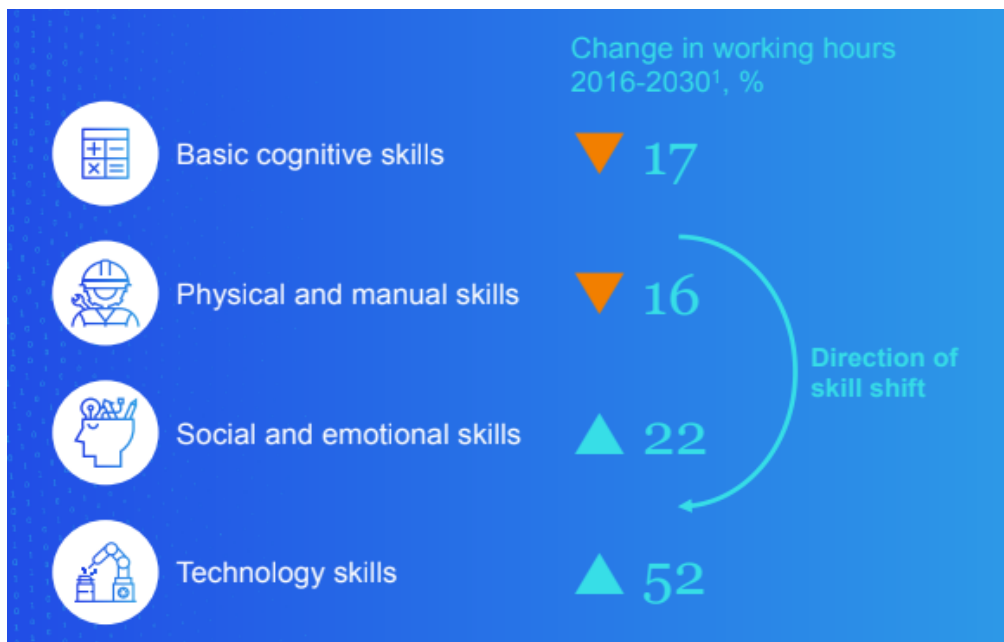 Change in working hours
2016-2030¹, %
Basic cognitive skills ▼ 17
Physical and manual skills ▼ 16
Direction of
skill shift
Social and emotional skills ▲ 22
Technology skills ▲ 52